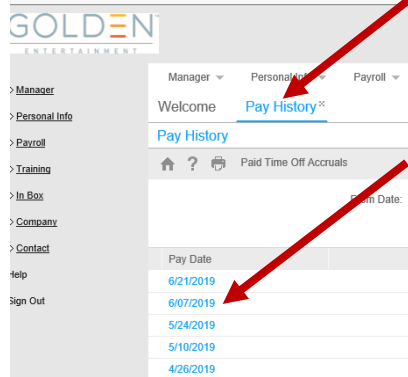 GOLDEN
ENTERTAINMENT
Manager Personal Info Payroll
> Manager
Welcome Pay History ×
> Personal Info
Pay History
> Payroll
> Training
? Paid Time Off Accruals
> In Box
From Date:
> Company
> Contact
Help
Pay Date
6/21/2019
Sign Out
6/07/2019
5/24/2019
5/10/2019
4/26/2019